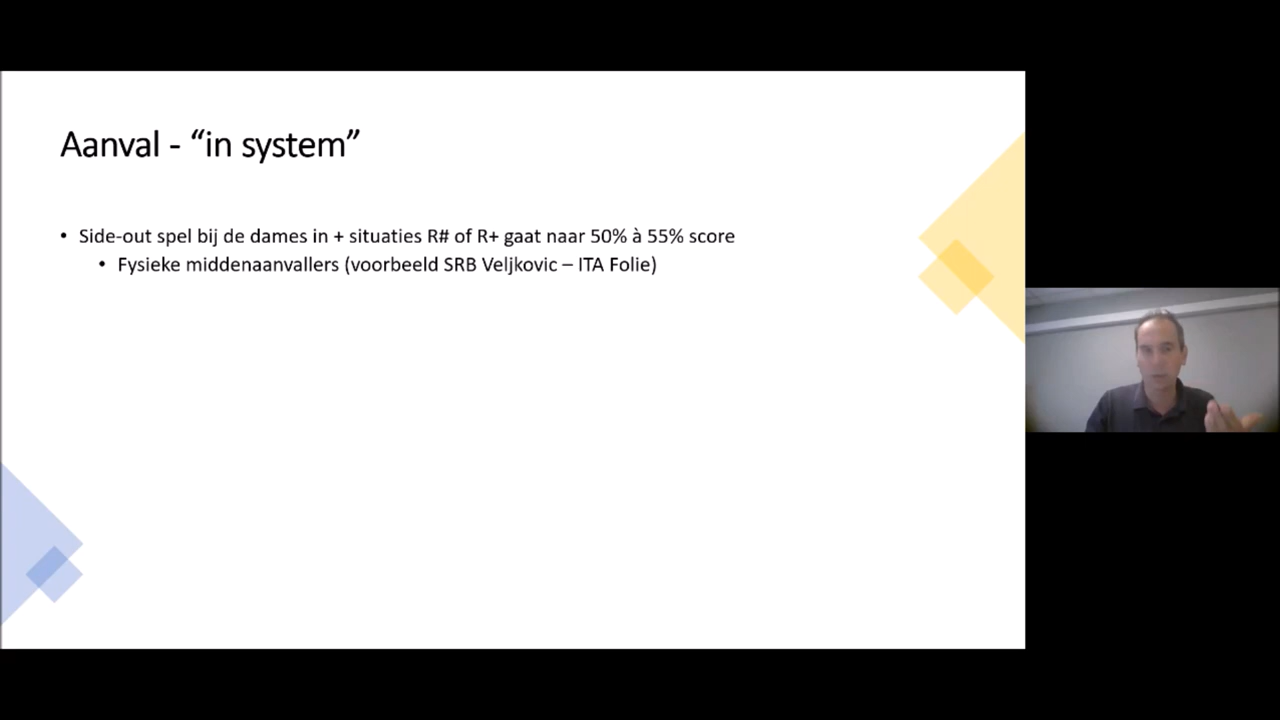 Aanval - “in system”
• Side-out spel bij de dames in + situaties R# of R+ gaat naar 50% à 55% score
• Fysieke middenaanvallers (voorbeeld SRB Veljkovic – ITA Folie)